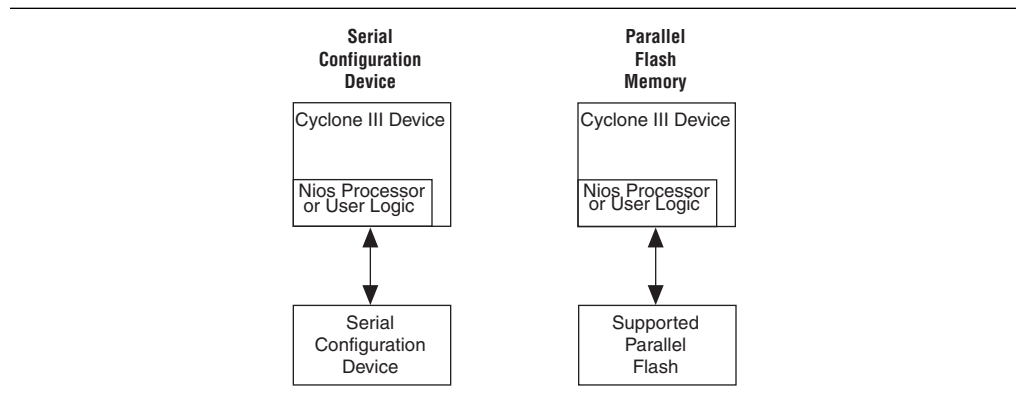 Serial
Configuration
Device
Cyclone III Device
Nios Processor
or User Logic
Serial
Configuration
Device
Parallel
Flash
Memory
Cyclone III Device
Nios Processor
or User Logic
Supported
Parallel
Flash